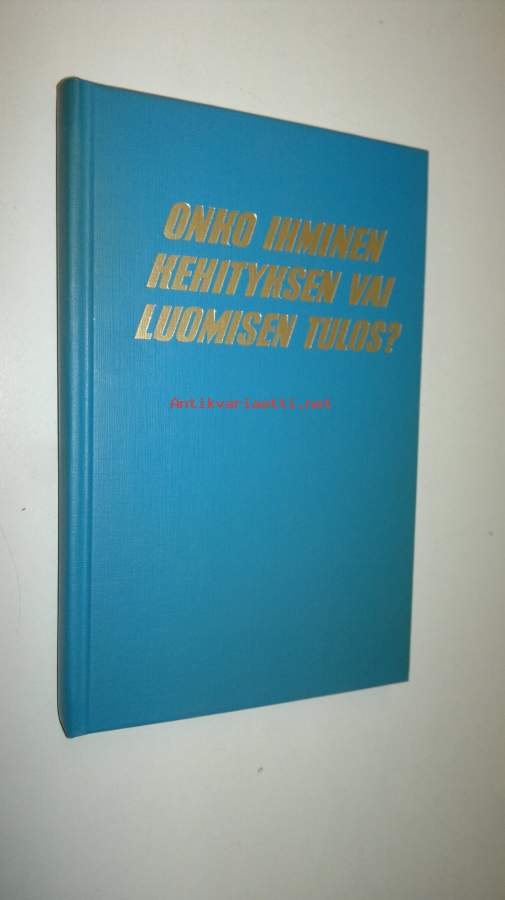 ONKO IHMINEN
KEHITYKSEN VAI
LUOMISEN TULOS?
Antikvariaatti.net